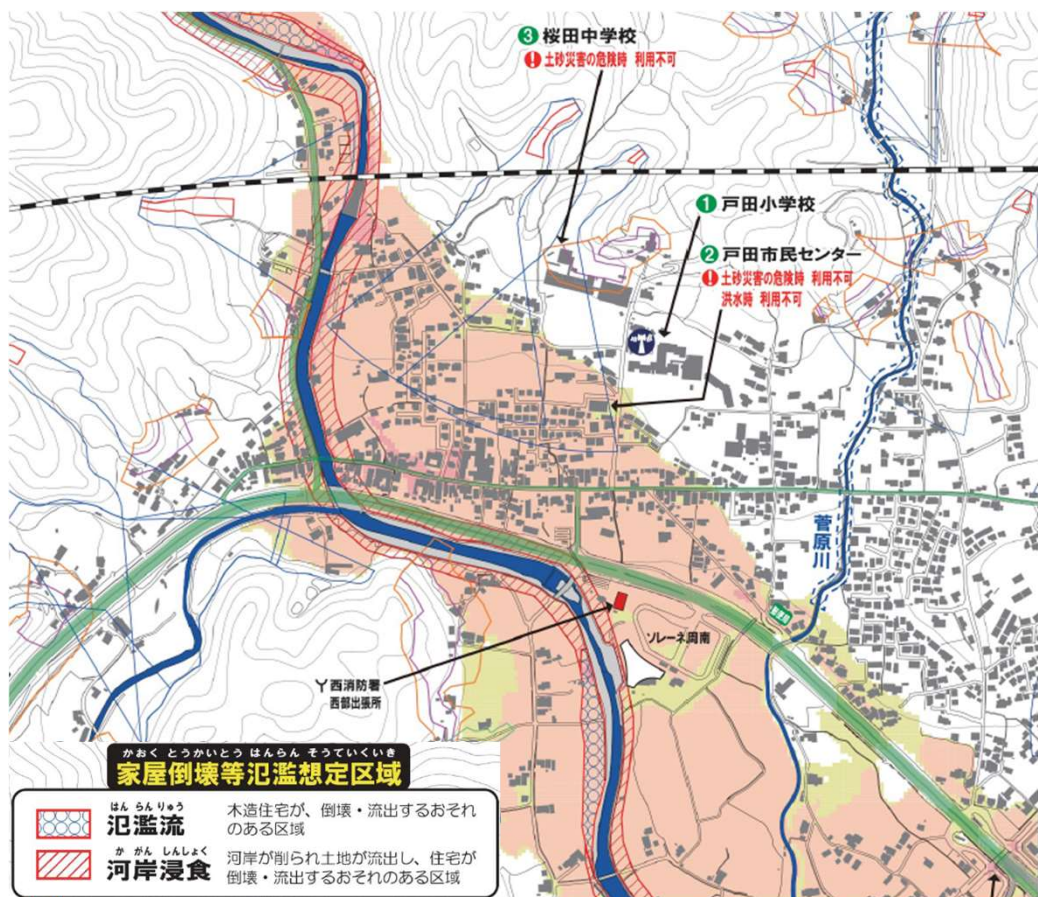 ③ 桜田中学校
! 土砂災害の危険時 利用不可
① 戸田小学校
② 戸田市民センター
! 土砂災害の危険時 利用不可
洪水時 利用不可
菅原川
ソレーネ周南
西消防署
西部出張所
かおく とうかいとう はんらん そうていくいき
家屋倒壊等氾濫想定区域
はん らんりゅう
氾濫流
木造住宅が、倒壊・流出するおそれ
のある区域
か がん しんしょく
河岸浸食
河岸が削られ土地が流出し、住宅が
倒壊・流出するおそれのある区域